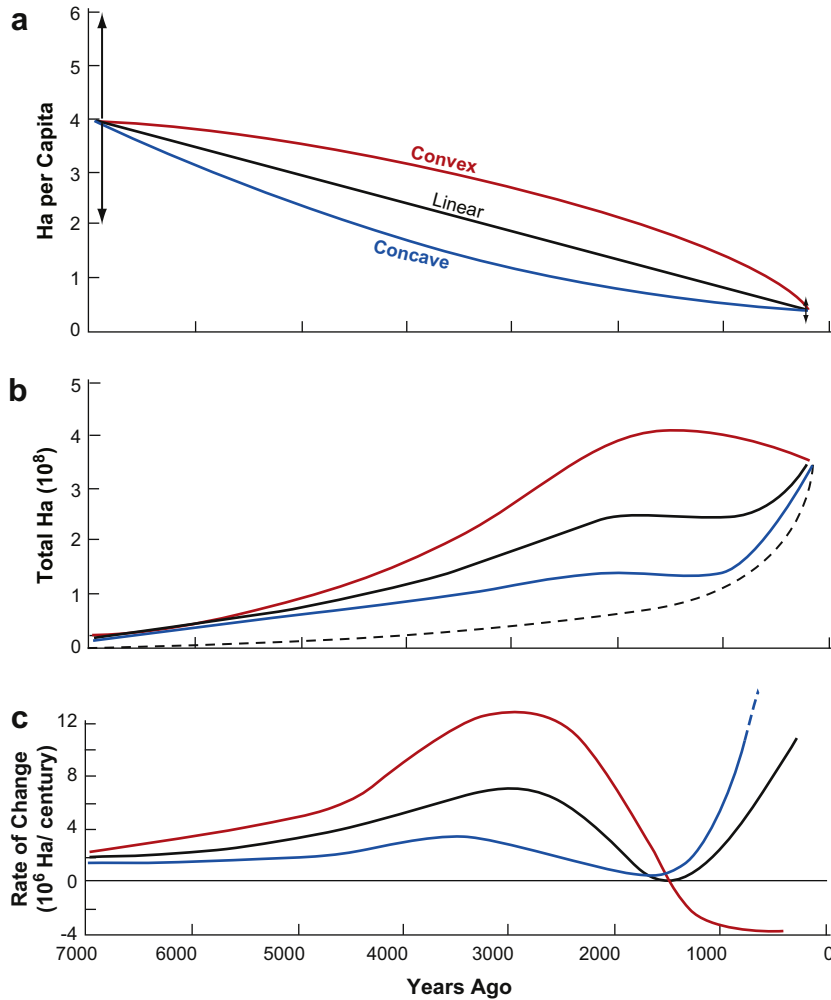 a
6
5
4
3
2
1
0
Ha per Capita
Convex
Linear
Concave
b
5
4
3
2
1
0
Total Ha (10⁸)
c
12
8
4
0
-4
Rate of Change
(10⁶ Ha/ century)
7000 6000 5000 4000 3000 2000 1000 0
Years Ago